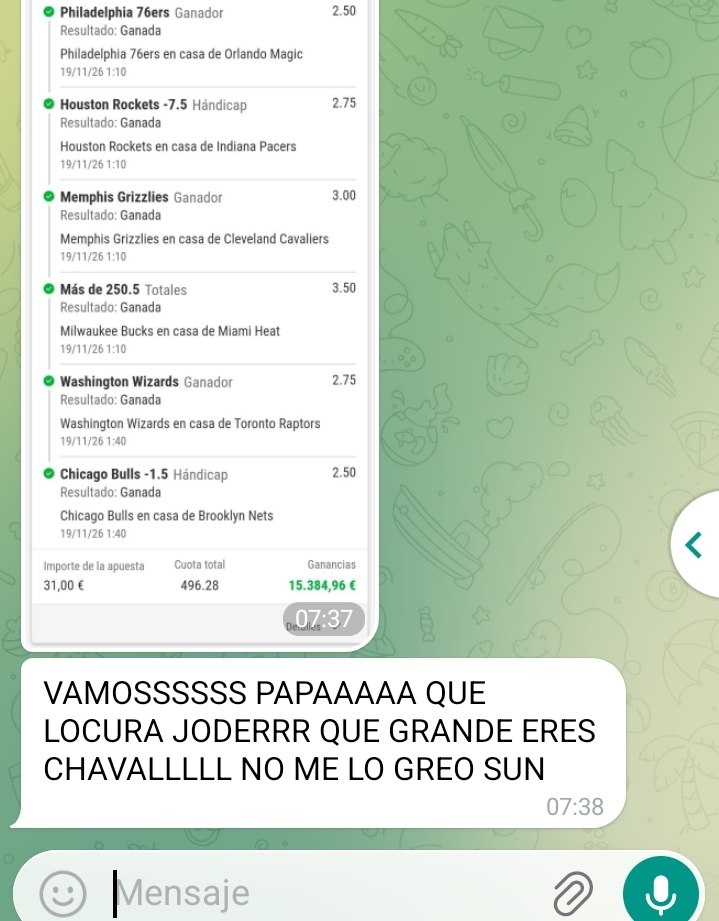 Philadelphia 76ers Ganador 2.50
Resultado: Ganada
Philadelphia 76ers en casa de Orlando Magic
19/11/26 1:10
Houston Rockets -7.5 Hándicap 2.75
Resultado: Ganada
Houston Rockets en casa de Indiana Pacers
19/11/26 1:10
Memphis Grizzlies Ganador 3.00
Resultado: Ganada
Memphis Grizzlies en casa de Cleveland Cavaliers
19/11/26 1:10
Más de 250.5 Totales 3.50
Resultado: Ganada
Milwaukee Bucks en casa de Miami Heat
19/11/26 1:10
Washington Wizards Ganador 2.75
Resultado: Ganada
Washington Wizards en casa de Toronto Raptors
19/11/26 1:40
Chicago Bulls -1.5 Hándicap 2.50
Resultado: Ganada
Chicago Bulls en casa de Brooklyn Nets
19/11/26 1:40
Importe de la apuesta Cuota total Ganancias
31,00 € 496.28 15.384,96 €
Detalles
07:37
VAMOSSSSSS PAPAAAAA QUE
LOCURA JODERRR QUE GRANDE ERES
CHAVALLLLL NO ME LO GREO SUN
07:38
Mensaje